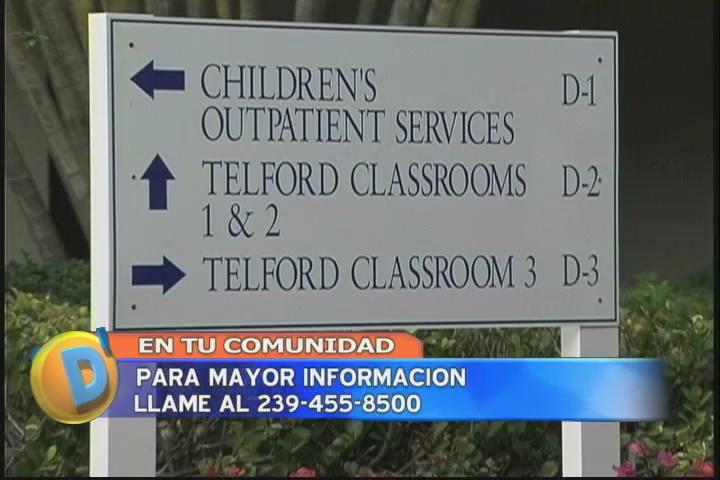 CHILDREN'S D-1
OUTPATIENT SERVICES
TELFORD CLASSROOMS D-2
1 & 2
TELFORD CLASSROOM 3 D-3
D
EN TU COMUNIDAD
PARA MAYOR INFORMACION
LLAME AL 239-455-8500